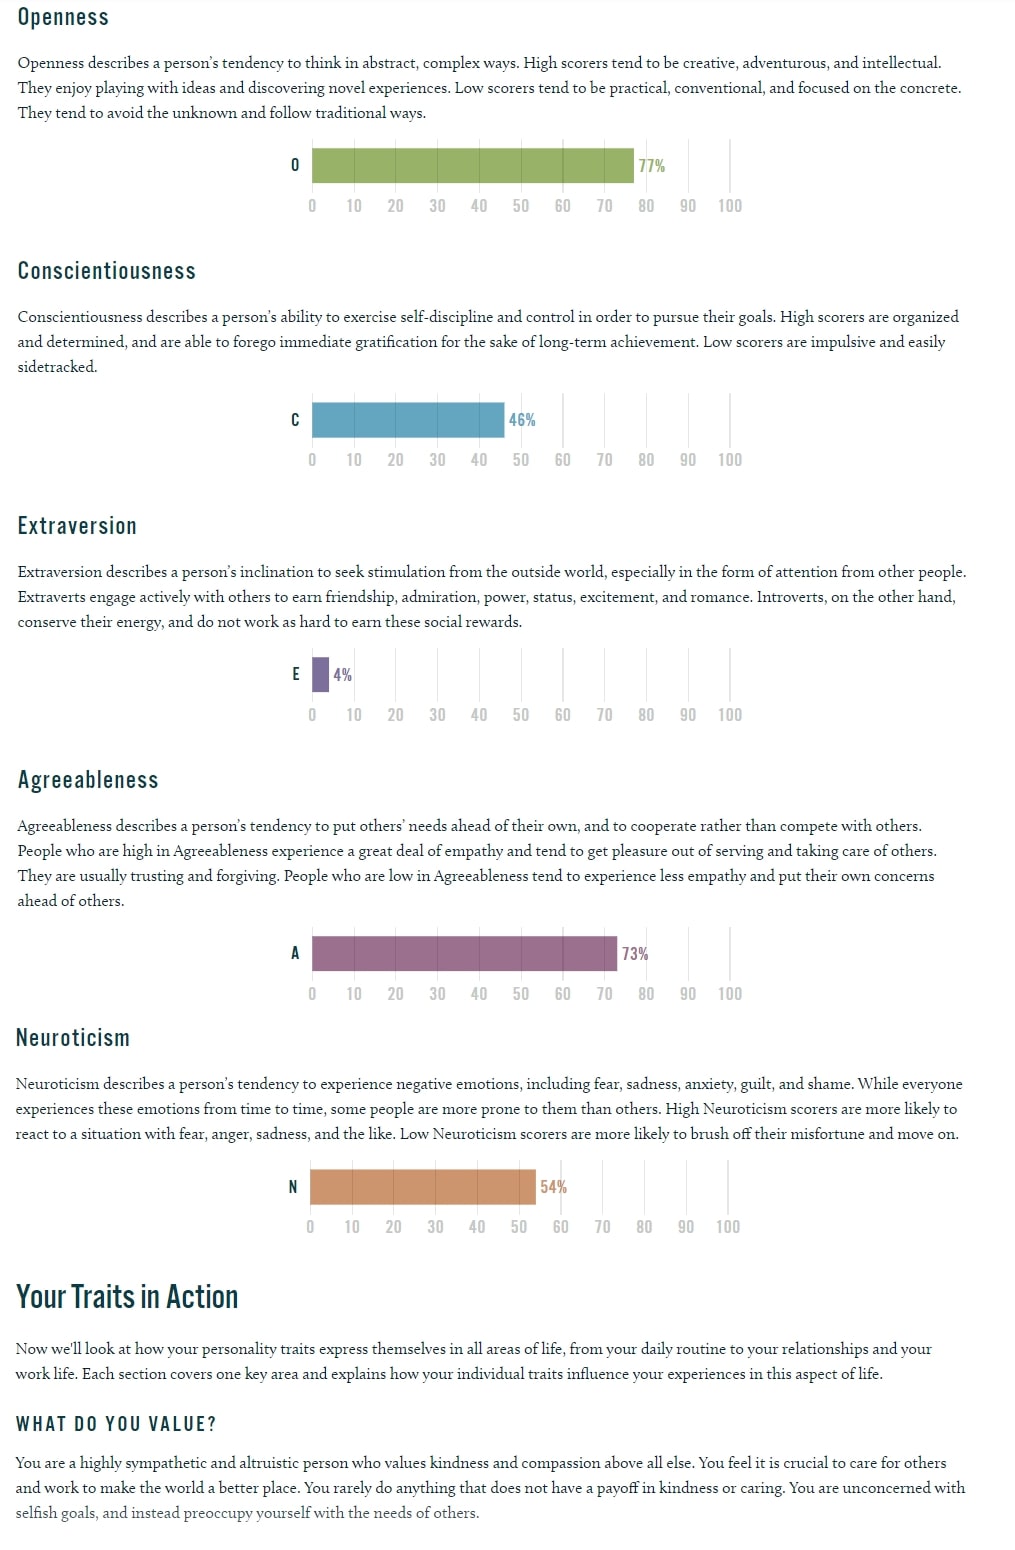 Openness
Openness describes a person's tendency to think in abstract, complex ways. High scorers tend to be creative, adventurous, and intellectual.
They enjoy playing with ideas and discovering novel experiences. Low scorers tend to be practical, conventional, and focused on the concrete.
They tend to avoid the unknown and follow traditional ways.
O 77%
0 10 20 30 40 50 60 70 80 90 100
Conscientiousness
Conscientiousness describes a person's ability to exercise self-discipline and control in order to pursue their goals. High scorers are organized
and determined, and are able to forego immediate gratification for the sake of long-term achievement. Low scorers are impulsive and easily
sidetracked.
C 46%
0 10 20 30 40 50 60 70 80 90 100
Extraversion
Extraversion describes a person's inclination to seek stimulation from the outside world, especially in the form of attention from other people.
Extraverts engage actively with others to earn friendship, admiration, power, status, excitement, and romance. Introverts, on the other hand,
conserve their energy, and do not work as hard to earn these social rewards.
E 4%
0 10 20 30 40 50 60 70 80 90 100
Agreeableness
Agreeableness describes a person's tendency to put others' needs ahead of their own, and to cooperate rather than compete with others.
People who are high in Agreeableness experience a great deal of empathy and tend to get pleasure out of serving and taking care of others.
They are usually trusting and forgiving. People who are low in Agreeableness tend to experience less empathy and put their own concerns
ahead of others.
A 73%
0 10 20 30 40 50 60 70 80 90 100
Neuroticism
Neuroticism describes a person's tendency to experience negative emotions, including fear, sadness, anxiety, guilt, and shame. While everyone
experiences these emotions from time to time, some people are more prone to them than others. High Neuroticism scorers are more likely to
react to a situation with fear, anger, sadness, and the like. Low Neuroticism scorers are more likely to brush off their misfortune and move on.
N 54%
0 10 20 30 40 50 60 70 80 90 100
Your Traits in Action
Now we'll look at how your personality traits express themselves in all areas of life, from your daily routine to your relationships and your
work life. Each section covers one key area and explains how your individual traits influence your experiences in this aspect of life.
WHAT DO YOU VALUE?
You are a highly sympathetic and altruistic person who values kindness and compassion above all else. You feel it is crucial to care for others
and work to make the world a better place. You rarely do anything that does not have a payoff in kindness or caring. You are unconcerned with
selfish goals, and instead preoccupy yourself with the needs of others.